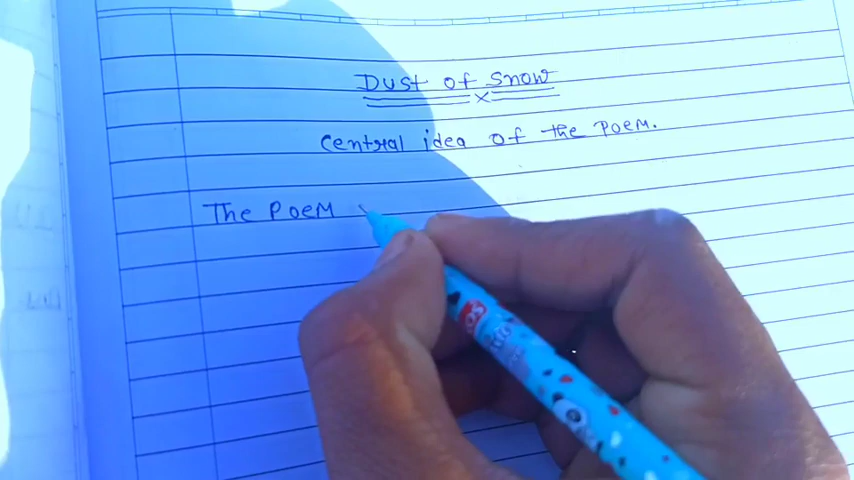 Dust of Snow
Central idea of the Poem.
The PoeM